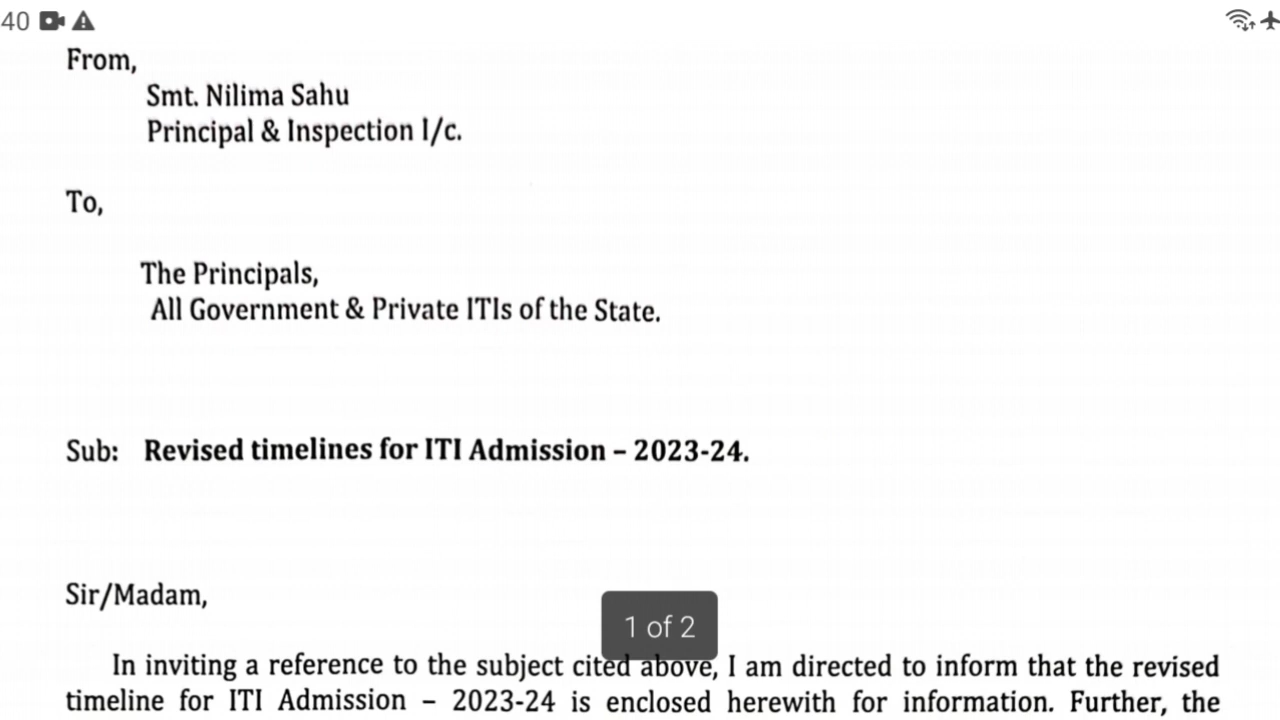 40
From,
Smt. Nilima Sahu
Principal & Inspection I/c.
To,
The Principals,
All Government & Private ITIs of the State.
Sub: Revised timelines for ITI Admission – 2023-24.
Sir/Madam,
1 of 2
In inviting a reference to the subject cited above, I am directed to inform that the revised
timeline for ITI Admission – 2023-24 is enclosed herewith for information. Further, the